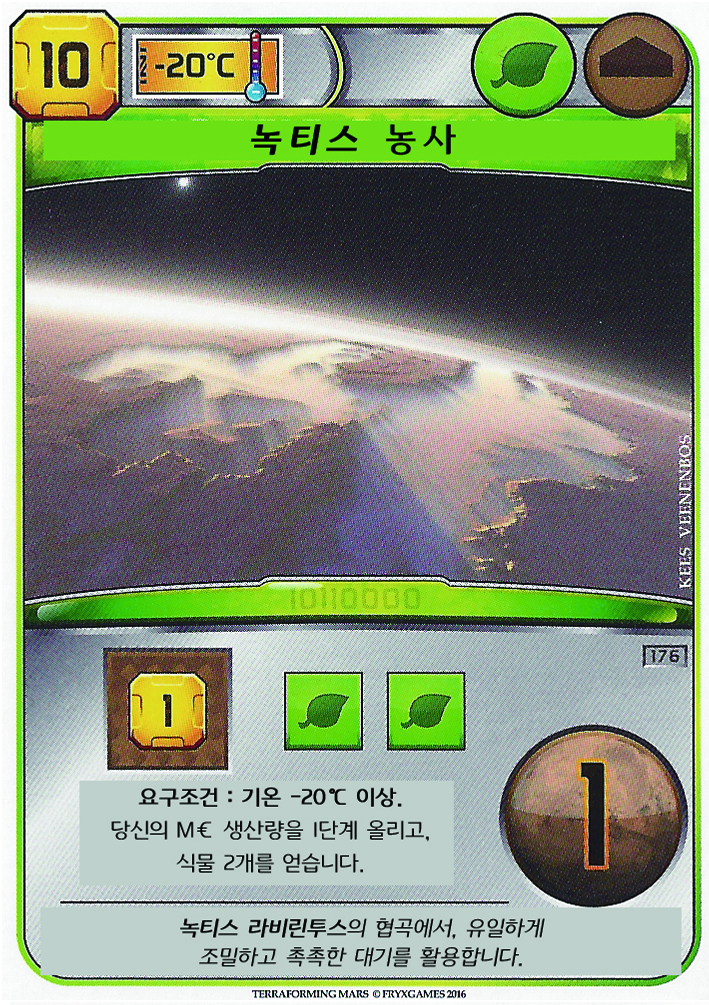 10
-20°C
녹티스 농사
KEES VEENENBOS
10110000
176
1
1
요구조건 : 기온 -20℃ 이상.
당신의 M€ 생산량을 1단계 올리고,
식물 2개를 얻습니다.
녹티스 라비린투스의 협곡에서, 유일하게
조밀하고 촉촉한 대기를 활용합니다.
TERRAFORMING MARS © FRYXGAMES 2016